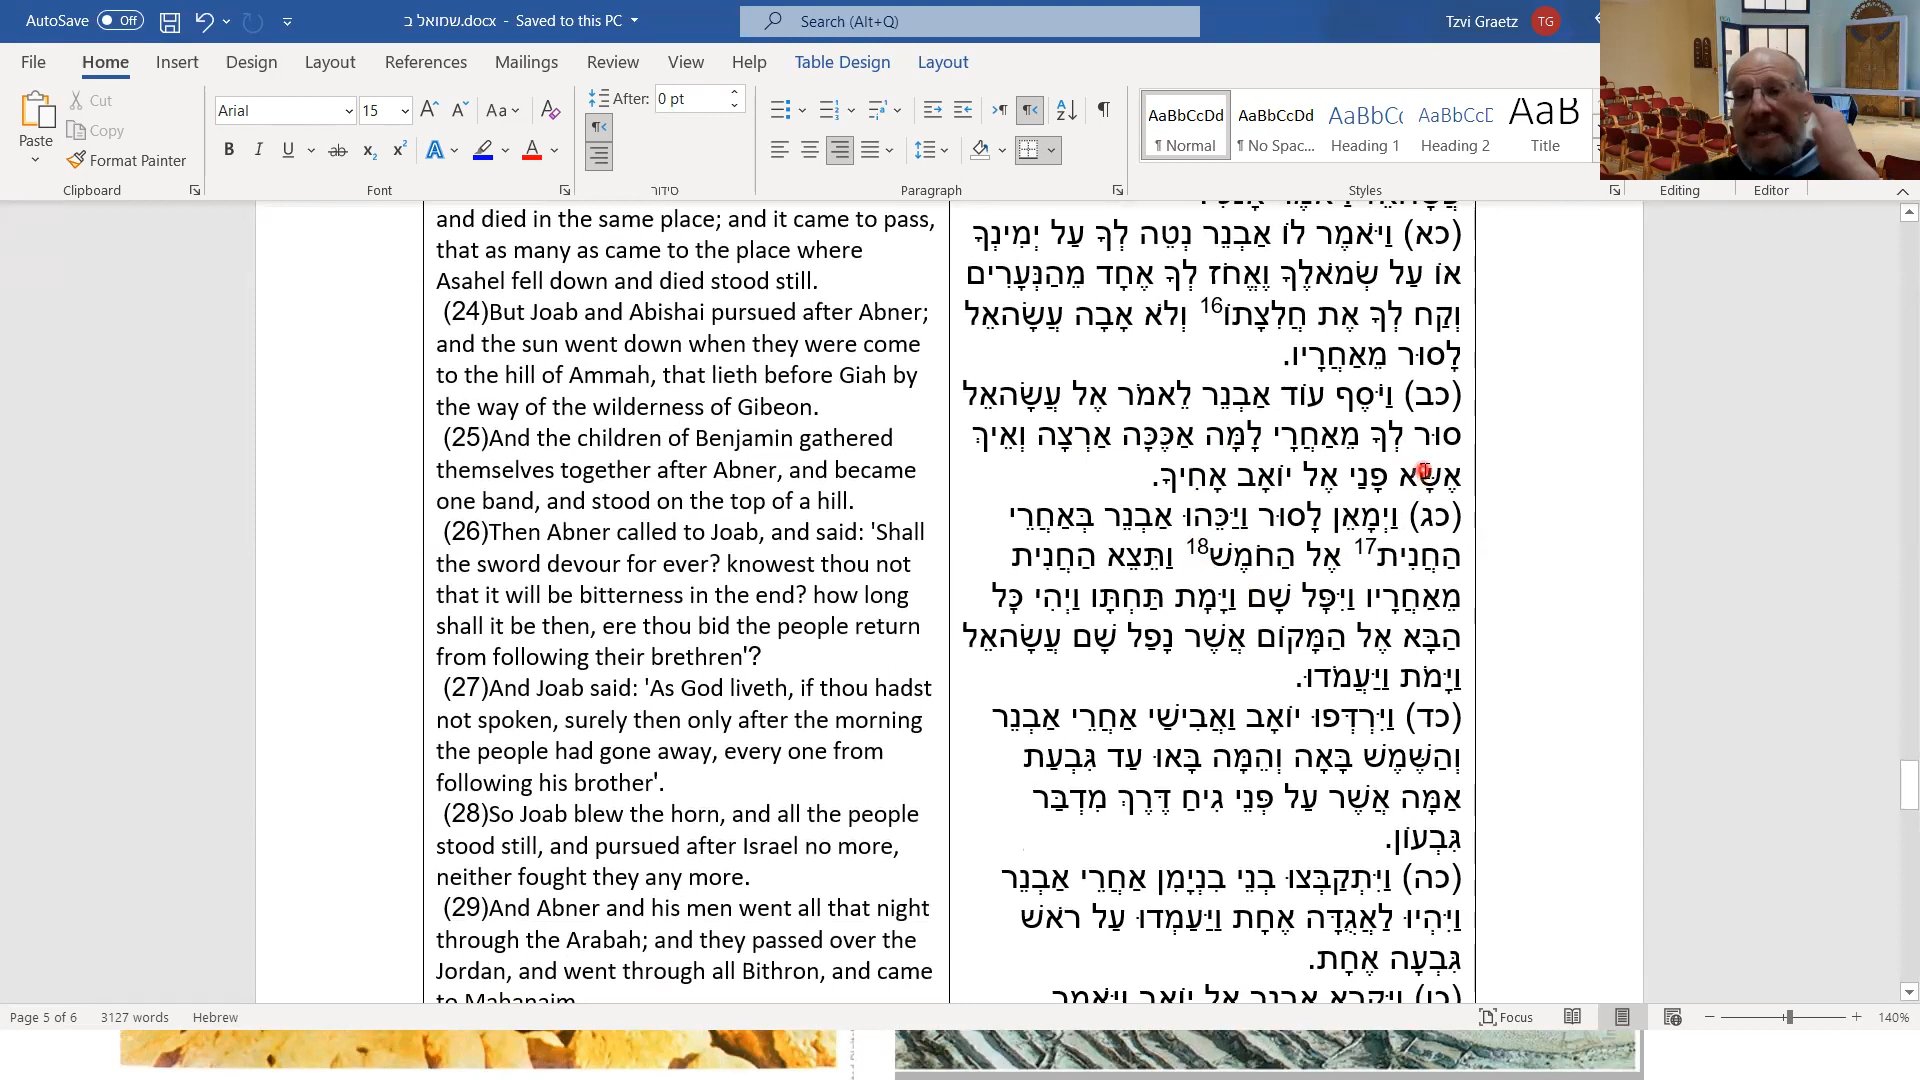 AutoSave Off שמואל ב.docx - Saved to this PC Search (Alt+Q) Tzvi Graetz TG
File Home Insert Design Layout References Mailings Review View Help Table Design Layout
Paste Cut Copy Format Painter
Arial 15 After: 0 pt
AaBbCcDd AaBbCcDd AaBbCc AaBbCcD AaB
¶ Normal ¶ No Spac... Heading 1 Heading 2 Title
Clipboard Font סידור Paragraph Styles Editing Editor
and died in the same place; and it came to pass,
that as many as came to the place where
Asahel fell down and died stood still.
(24)But Joab and Abishai pursued after Abner;
and the sun went down when they were come
to the hill of Ammah, that lieth before Giah by
the way of the wilderness of Gibeon.
(25)And the children of Benjamin gathered
themselves together after Abner, and became
one band, and stood on the top of a hill.
(26)Then Abner called to Joab, and said: 'Shall
the sword devour for ever? knowest thou not
that it will be bitterness in the end? how long
shall it be then, ere thou bid the people return
from following their brethren'?
(27)And Joab said: 'As God liveth, if thou hadst
not spoken, surely then only after the morning
the people had gone away, every one from
following his brother'.
(28)So Joab blew the horn, and all the people
stood still, and pursued after Israel no more,
neither fought they any more.
(29)And Abner and his men went all that night
through the Arabah; and they passed over the
Jordan, and went through all Bithron, and came
to Mahanaim.
(כא) וַיֹּאמֶר לוֹ אַבְנֵר נְטֵה לְךָ עַל יְמִינְךָ
אוֹ עַל שְׂמֹאלֶךָ וֶאֱחֹז לְךָ אֶחָד מֵהַנְּעָרִים
וְקַח לְךָ אֶת חֲלִצָתוֹ16 וְלֹא אָבָה עֲשָׂהאֵל
לָסוּר מֵאַחֲרָיו.
(כב) וַיֹּסֶף עוֹד אַבְנֵר לֵאמֹר אֶל עֲשָׂהאֵל
סוּר לְךָ מֵאַחֲרָי לָמָּה אַכֶּכָּה אַרְצָה וְאֵיךְ
אֶשָּׂא פָנַי אֶל יוֹאָב אָחִיךָ.
(כג) וַיְמָאֵן לָסוּר וַיַּכֵּהוּ אַבְנֵר בְּאַחֲרֵי
הַחֲנִית17 אֶל הַחֹמֶשׁ18 וַתֵּצֵא הַחֲנִית
מֵאַחֲרָיו וַיִּפָּל שָׁם וַיָּמָת תַּחְתָּו וַיְהִי כָּל
הַבָּא אֶל הַמָּקוֹם אֲשֶׁר נָפַל שָׁם עֲשָׂהאֵל
וַיָּמֹת וַיַּעֲמֹדוּ.
(כד) וַיִּרְדְּפוּ יוֹאָב וַאֲבִישַׁי אַחֲרֵי אַבְנֵר
וְהַשֶּׁמֶשׁ בָּאָה וְהֵמָּה בָּאוּ עַד גִּבְעַת
אַמָּה אֲשֶׁר עַל פְּנֵי גִיחַ דֶּרֶךְ מִדְבַּר
גִּבְעוֹן.
(כה) וַיִּתְקַבְּצוּ בְנֵי בִנְיָמִן אַחֲרֵי אַבְנֵר
וַיִּהְיוּ לַאֲגֻדָּה אֶחָת וַיַּעַמְדוּ עַל רֹאשׁ
גִּבְעָה אֶחָת.
(כו) וַיִּקְרָא אַבְנֵר אֶל יוֹאָב וַיֹּאמֶר
Page 5 of 6 3127 words Hebrew Focus 140%